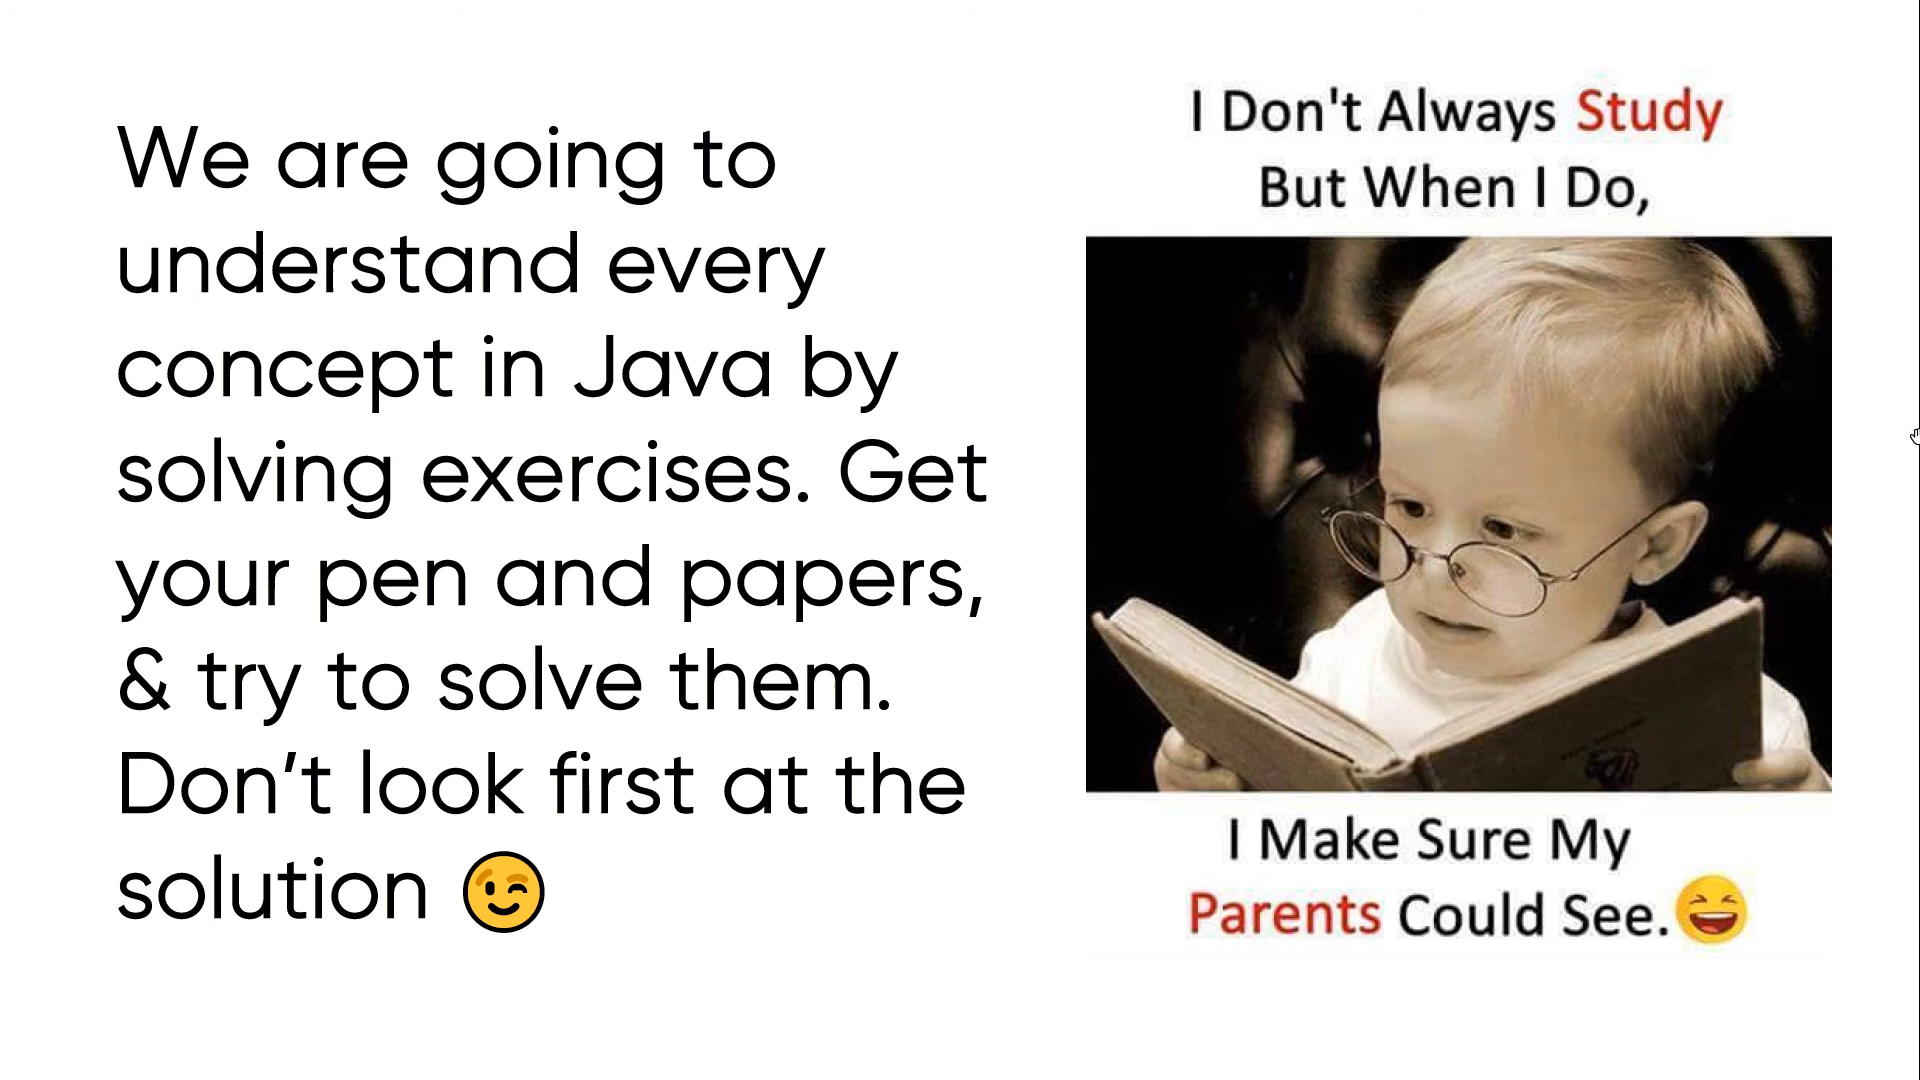 We are going to
understand every
concept in Java by
solving exercises. Get
your pen and papers,
& try to solve them.
Don’t look first at the
solution 😉
I Don't Always Study
But When I Do,
I Make Sure My
Parents Could See.😆